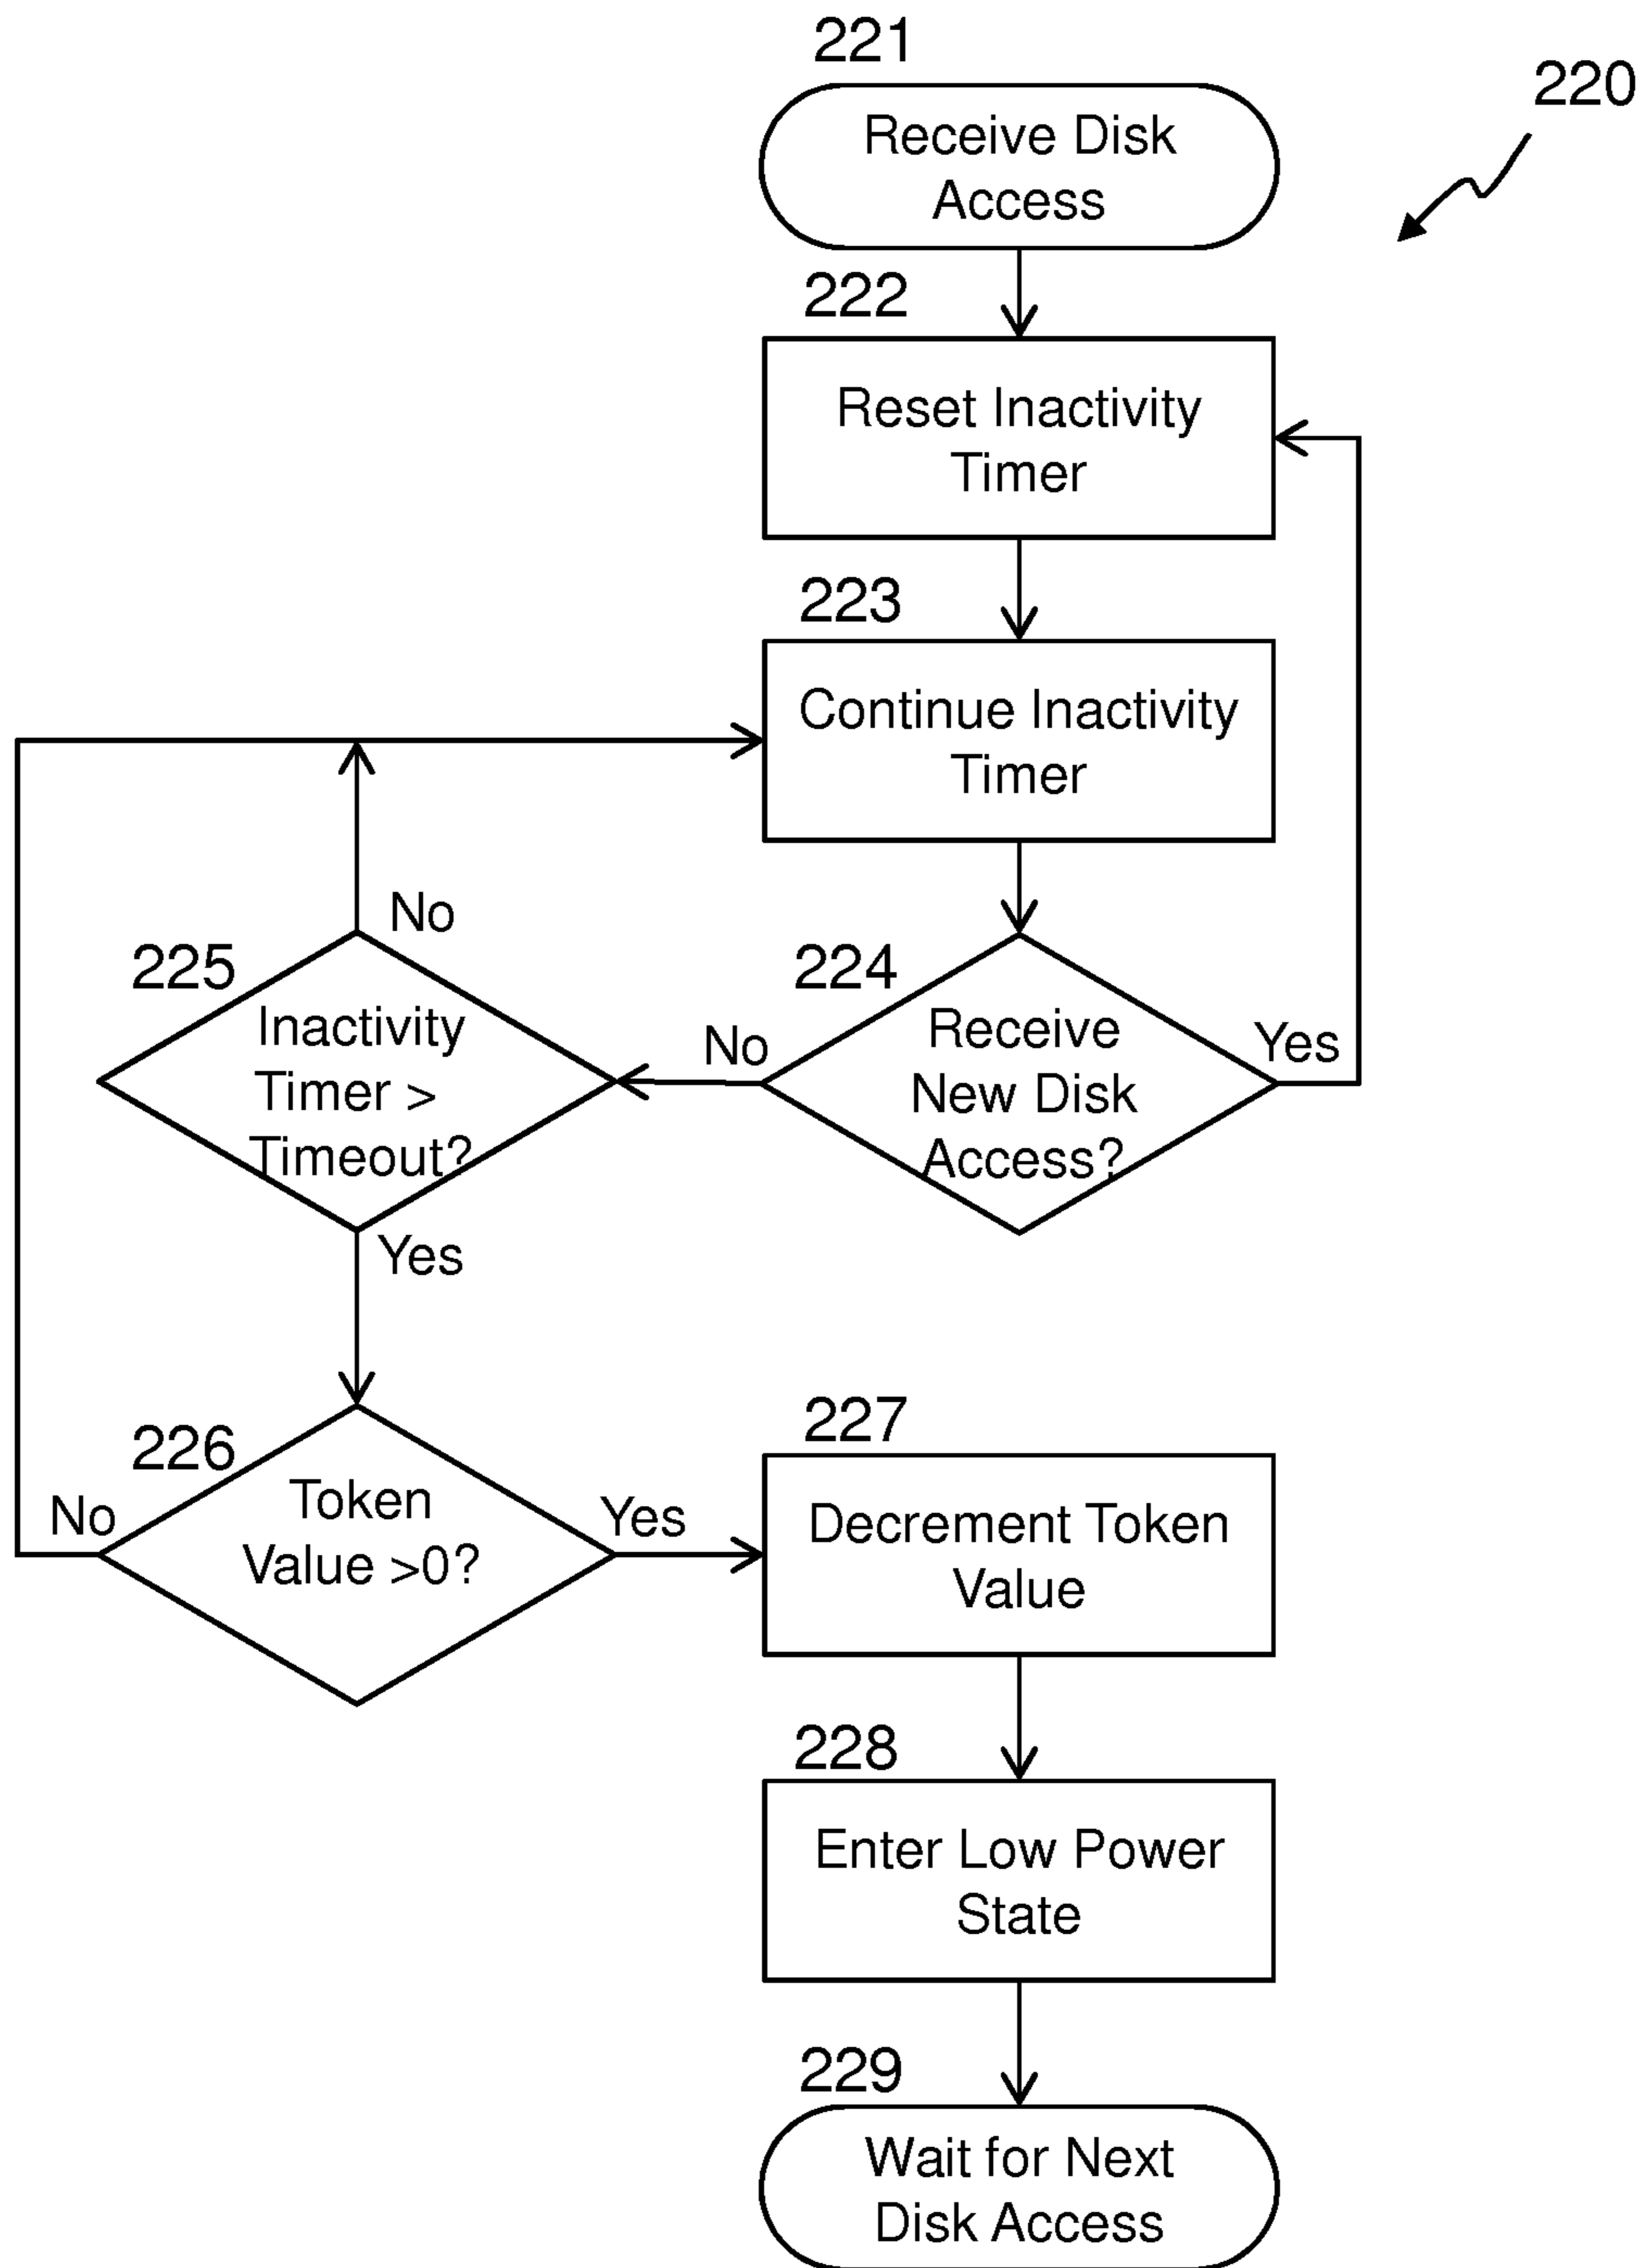 221
220
Receive Disk
Access
222
Reset Inactivity
Timer
223
Continue Inactivity
Timer
No
225
224
Inactivity
Timer >
Timeout?
No
Receive
New Disk
Access?
Yes
Yes
226
Token
Value >0?
No
Yes
227
Decrement Token
Value
228
Enter Low Power
State
229
Wait for Next
Disk Access